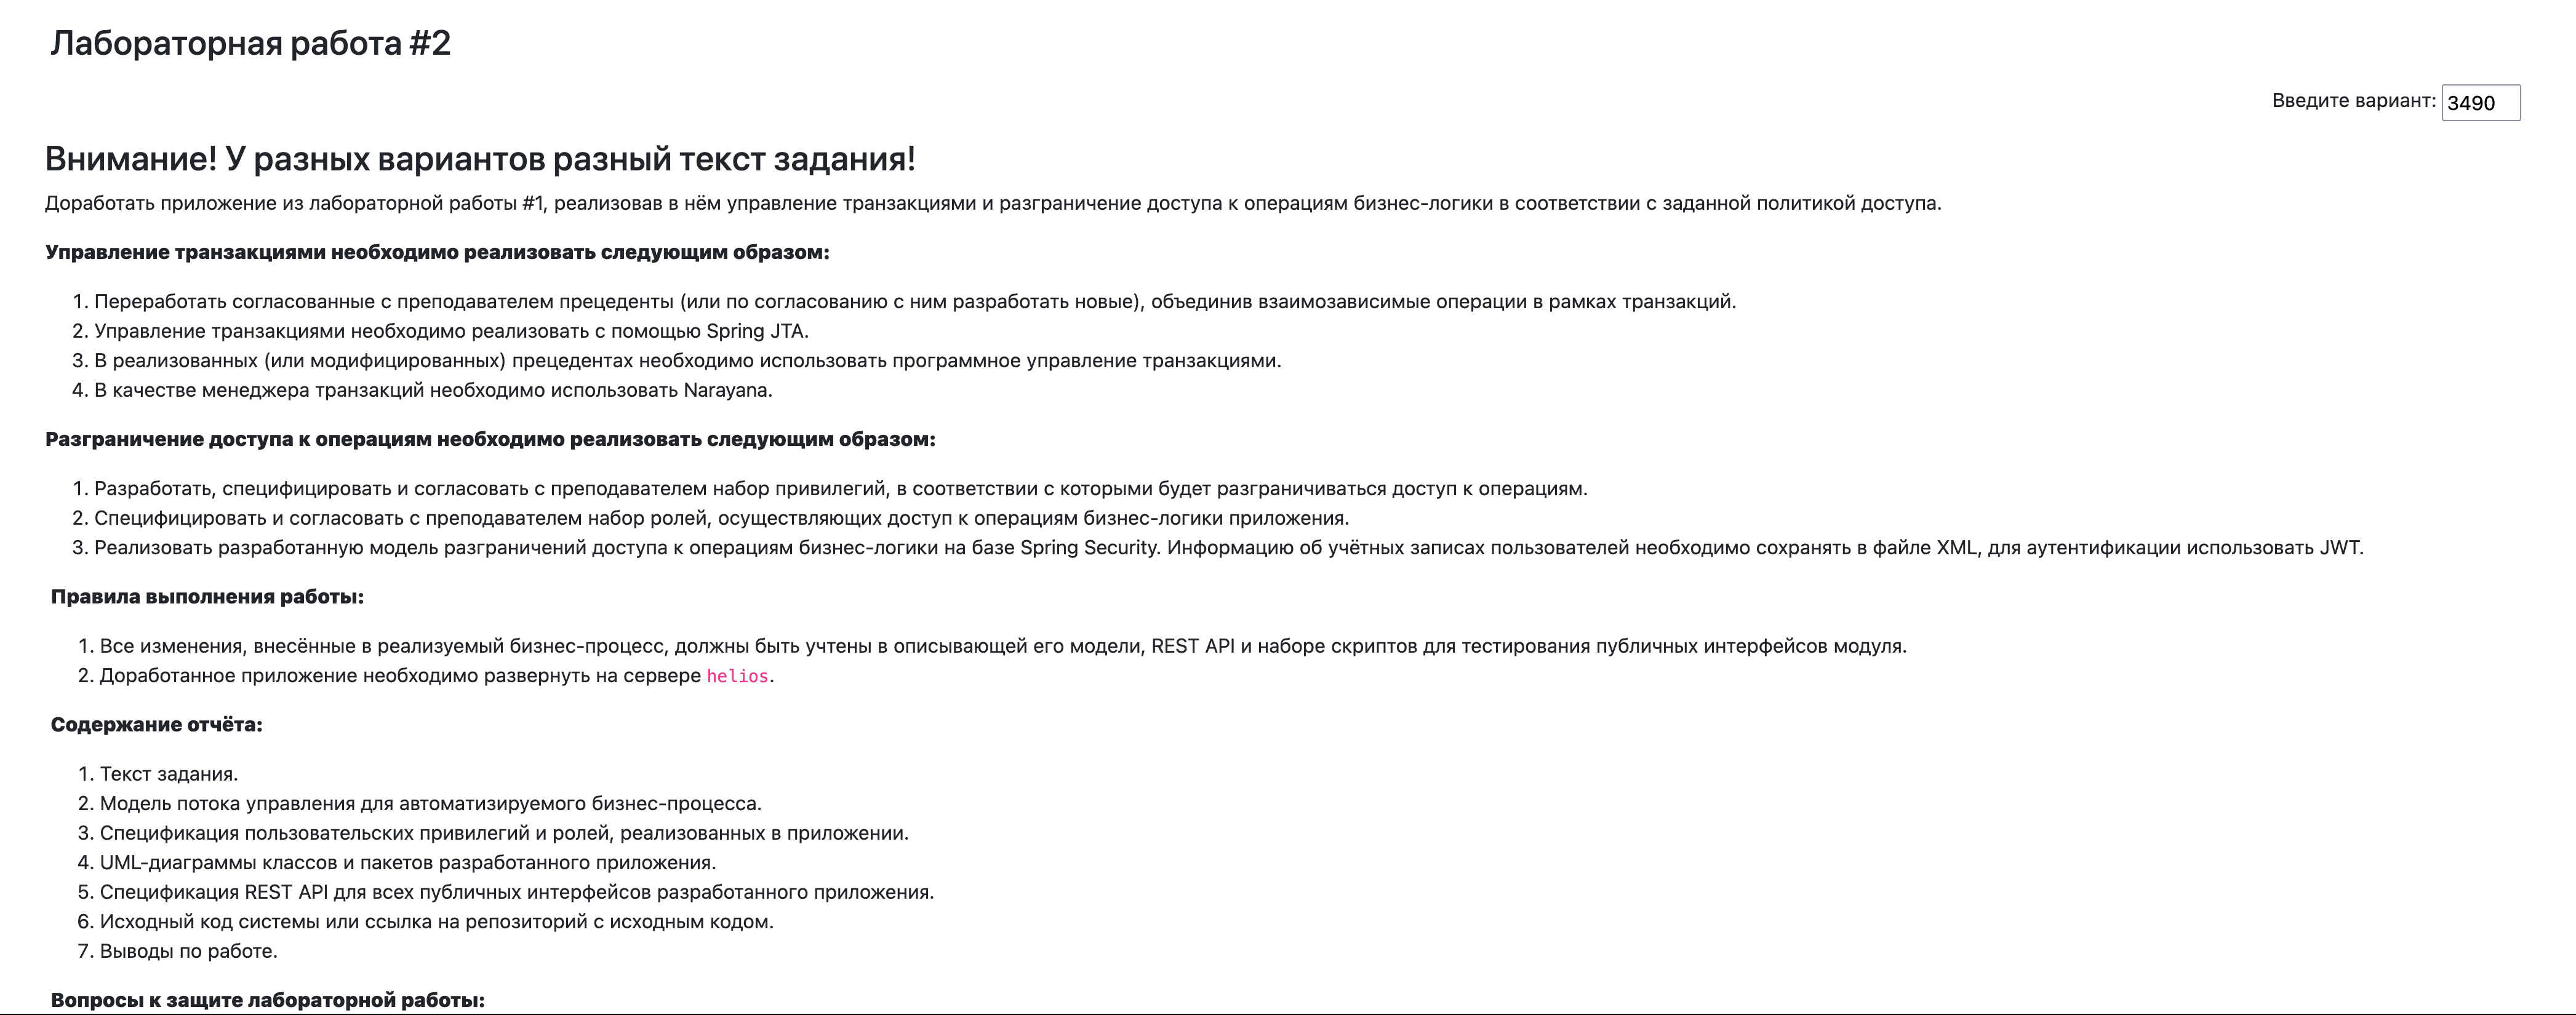 Лабораторная работа #2
Введите вариант: 3490
Внимание! У разных вариантов разный текст задания!
Доработать приложение из лабораторной работы #1, реализовав в нём управление транзакциями и разграничение доступа к операциям бизнес-логики в соответствии с заданной политикой доступа.
Управление транзакциями необходимо реализовать следующим образом:
1. Переработать согласованные с преподавателем прецеденты (или по согласованию с ним разработать новые), объединив взаимозависимые операции в рамках транзакций.
2. Управление транзакциями необходимо реализовать с помощью Spring JTA.
3. В реализованных (или модифицированных) прецедентах необходимо использовать программное управление транзакциями.
4. В качестве менеджера транзакций необходимо использовать Narayana.
Разграничение доступа к операциям необходимо реализовать следующим образом:
1. Разработать, специфицировать и согласовать с преподавателем набор привилегий, в соответствии с которыми будет разграничиваться доступ к операциям.
2. Специфицировать и согласовать с преподавателем набор ролей, осуществляющих доступ к операциям бизнес-логики приложения.
3. Реализовать разработанную модель разграничений доступа к операциям бизнес-логики на базе Spring Security. Информацию об учётных записах пользователей необходимо сохранять в файле XML, для аутентификации использовать JWT.
Правила выполнения работы:
1. Все изменения, внесённые в реализуемый бизнес-процесс, должны быть учтены в описывающей его модели, REST API и наборе скриптов для тестирования публичных интерфейсов модуля.
2. Доработанное приложение необходимо развернуть на сервере helios.
Содержание отчёта:
1. Текст задания.
2. Модель потока управления для автоматизируемого бизнес-процесса.
3. Спецификация пользовательских привилегий и ролей, реализованных в приложении.
4. UML-диаграммы классов и пакетов разработанного приложения.
5. Спецификация REST API для всех публичных интерфейсов разработанного приложения.
6. Исходный код системы или ссылка на репозиторий с исходным кодом.
7. Выводы по работе.
Вопросы к защите лабораторной работы: